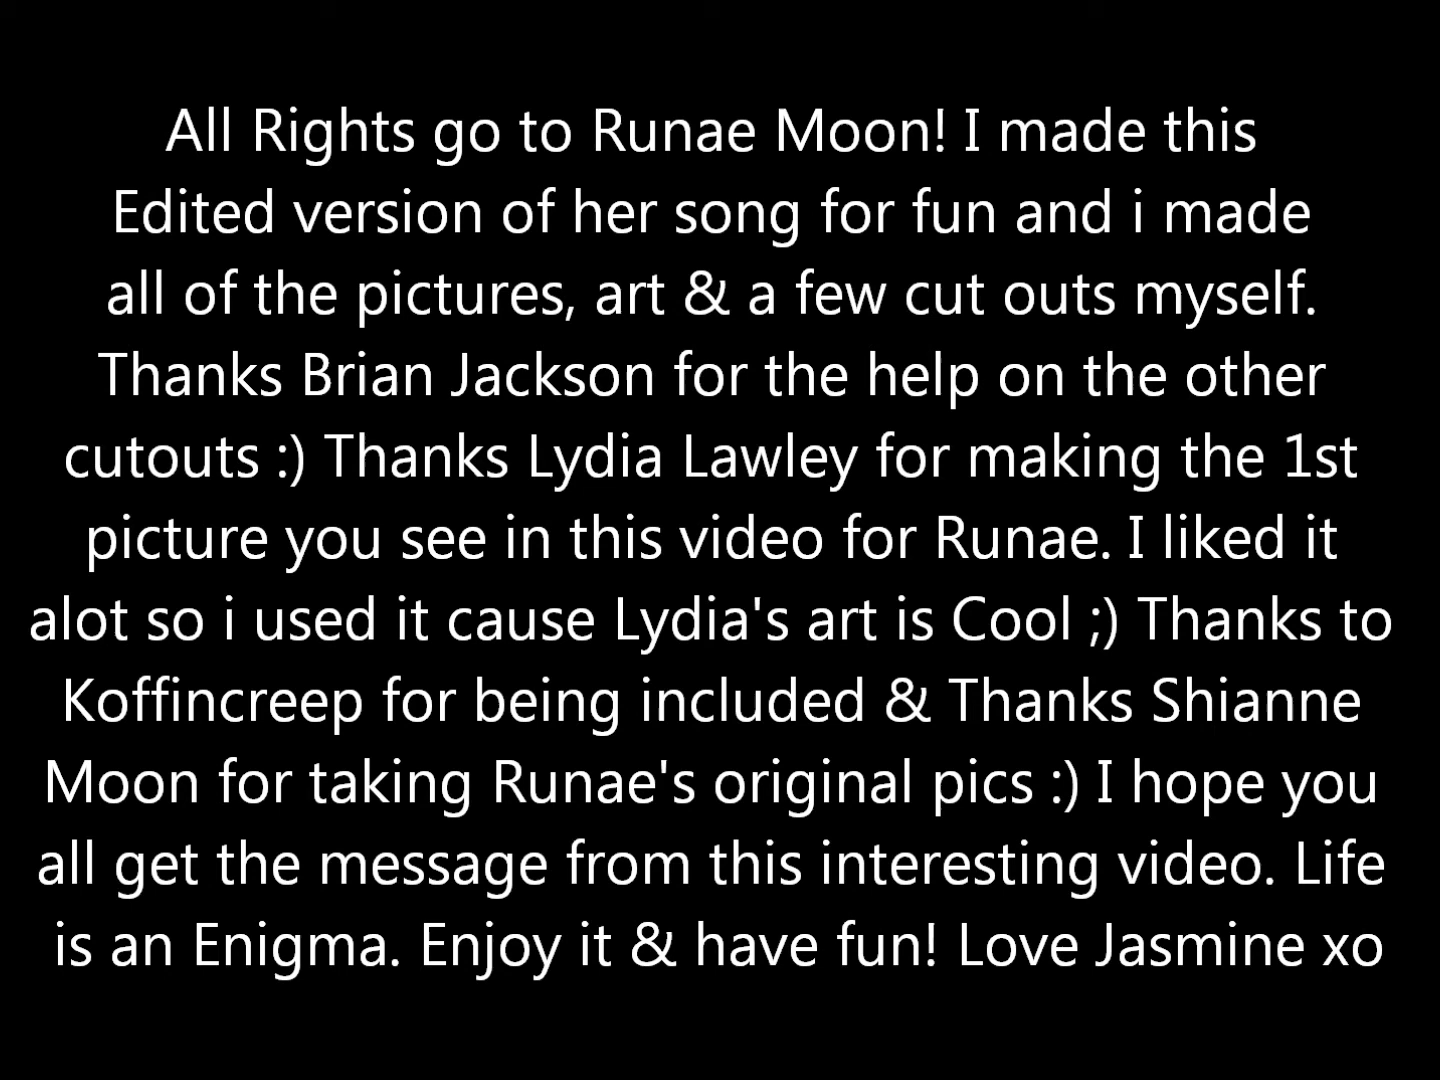 All Rights go to Runae Moon! I made this
Edited version of her song for fun and i made
all of the pictures, art & a few cut outs myself.
Thanks Brian Jackson for the help on the other
cutouts :) Thanks Lydia Lawley for making the 1st
picture you see in this video for Runae. I liked it
alot so i used it cause Lydia's art is Cool ;) Thanks to
Koffincreep for being included & Thanks Shianne
Moon for taking Runae's original pics :) I hope you
all get the message from this interesting video. Life
is an Enigma. Enjoy it & have fun! Love Jasmine xo